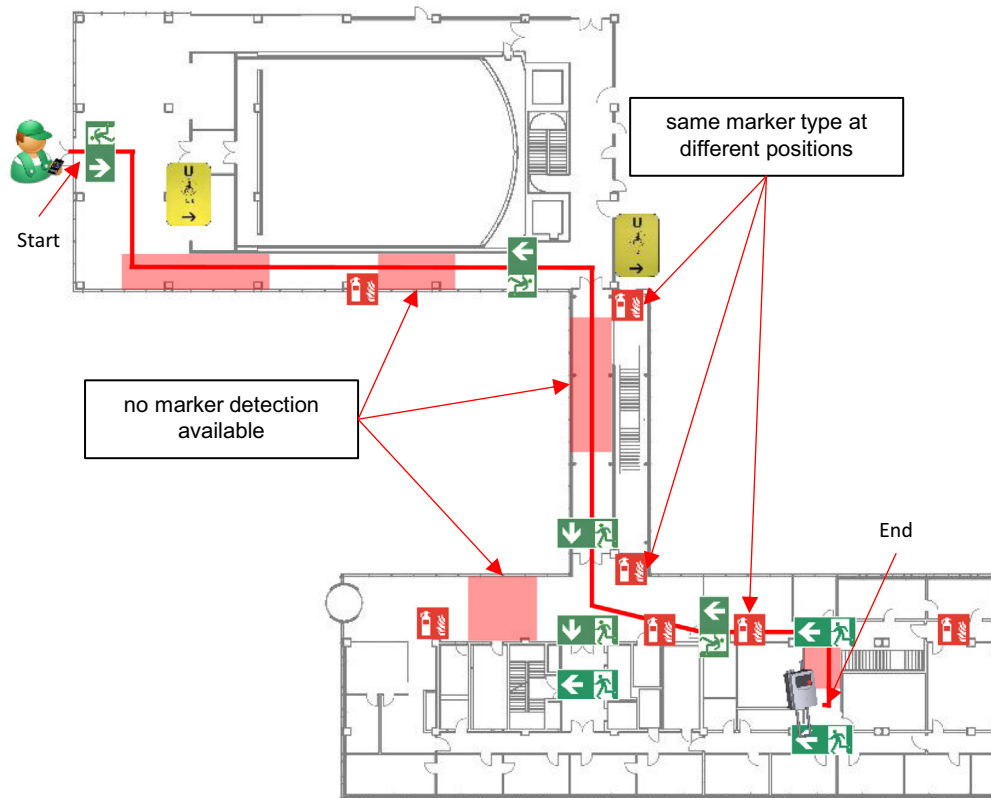 same marker type at
different positions
U
Start
U
no marker detection
available
End